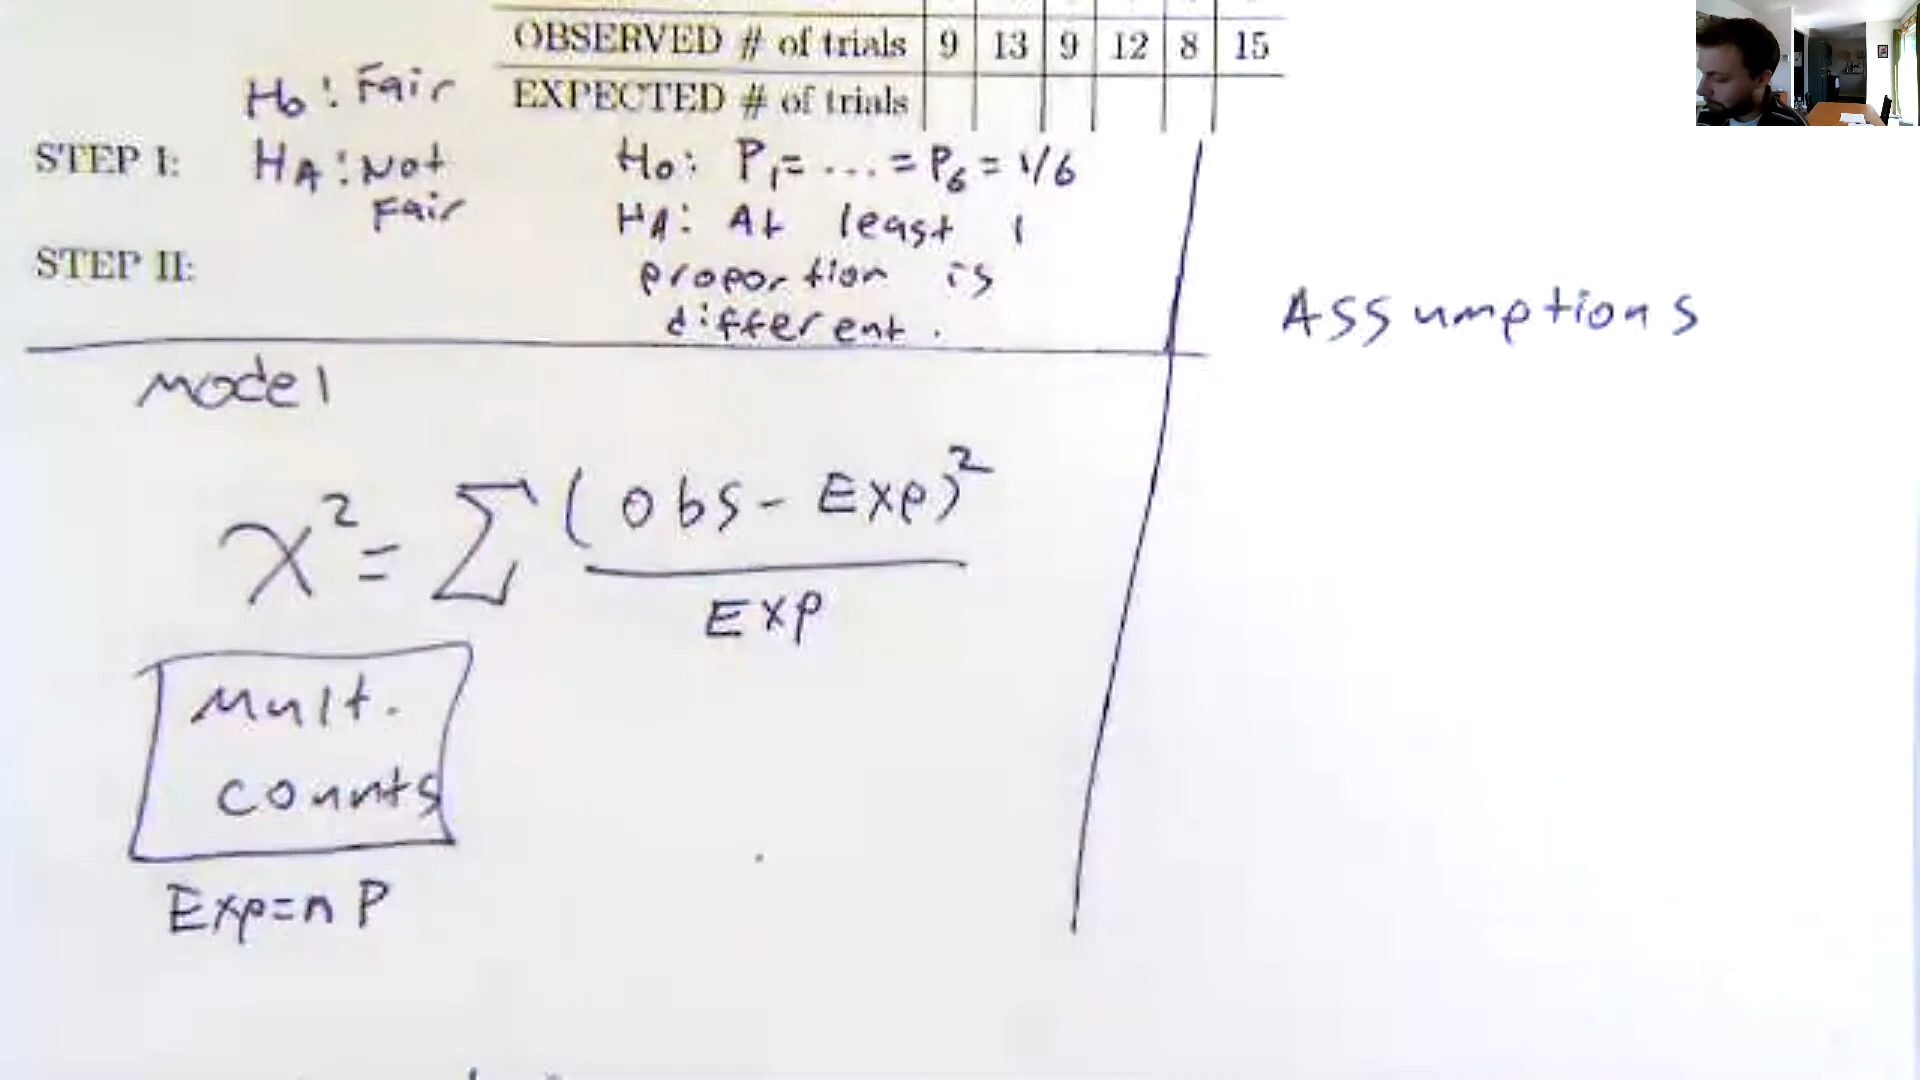 OBSERVED # of trials 9 13 9 12 8 15
EXPECTED # of trials
H₀: Fair
STEP I: H_A: Not
Fair
H₀: P₁= ... = P₆ = 1/6
H_A: At least 1
proportion is
different.
STEP II:
Model
χ² = Σ (obs - Exp)²
Exp
Mult.
counts
Exp=n P
Assumptions